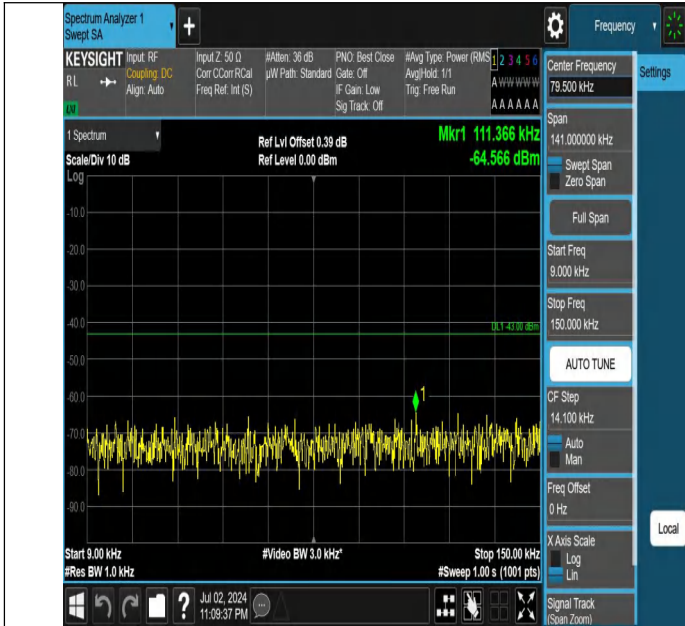 Spectrum Analyzer 1
Swept SA
+
Frequency
KEYSIGHT
RL
Input: RF
Coupling: DC
Align: Auto
Input Z: 50 Ω
Corr CCorr RCal
Freq Ref: Int (S)
#Atten: 36 dB
µW Path: Standard
PNO: Best Close
Gate: Off
IF Gain: Low
Sig Track: Off
#Avg Type: Power (RMS
Avg|Hold: 1/1
Trig: Free Run
1 2 3 4 5 6
A W W W W W
A A A A A A
1 Spectrum
Scale/Div 10 dB
Log
Ref Lvl Offset 0.39 dB
Ref Level 0.00 dBm
Mkr1 111.366 kHz
-64.566 dBm
-10.0
-20.0
-30.0
-40.0
DL1 -43.00 dBm
-50.0
-60.0
1
-70.0
-80.0
-90.0
Start 9.00 kHz
#Res BW 1.0 kHz
#Video BW 3.0 kHz*
Stop 150.00 kHz
#Sweep 1.00 s (1001 pts)
?
Jul 02, 2024
11:09:37 PM
Center Frequency
79.500 kHz
Span
141.000000 kHz
Swept Span
Zero Span
Full Span
Start Freq
9.000 kHz
Stop Freq
150.000 kHz
AUTO TUNE
CF Step
14.100 kHz
Auto
Man
Freq Offset
0 Hz
X Axis Scale
Log
Lin
Signal Track
(Span Zoom)
Settings
Local